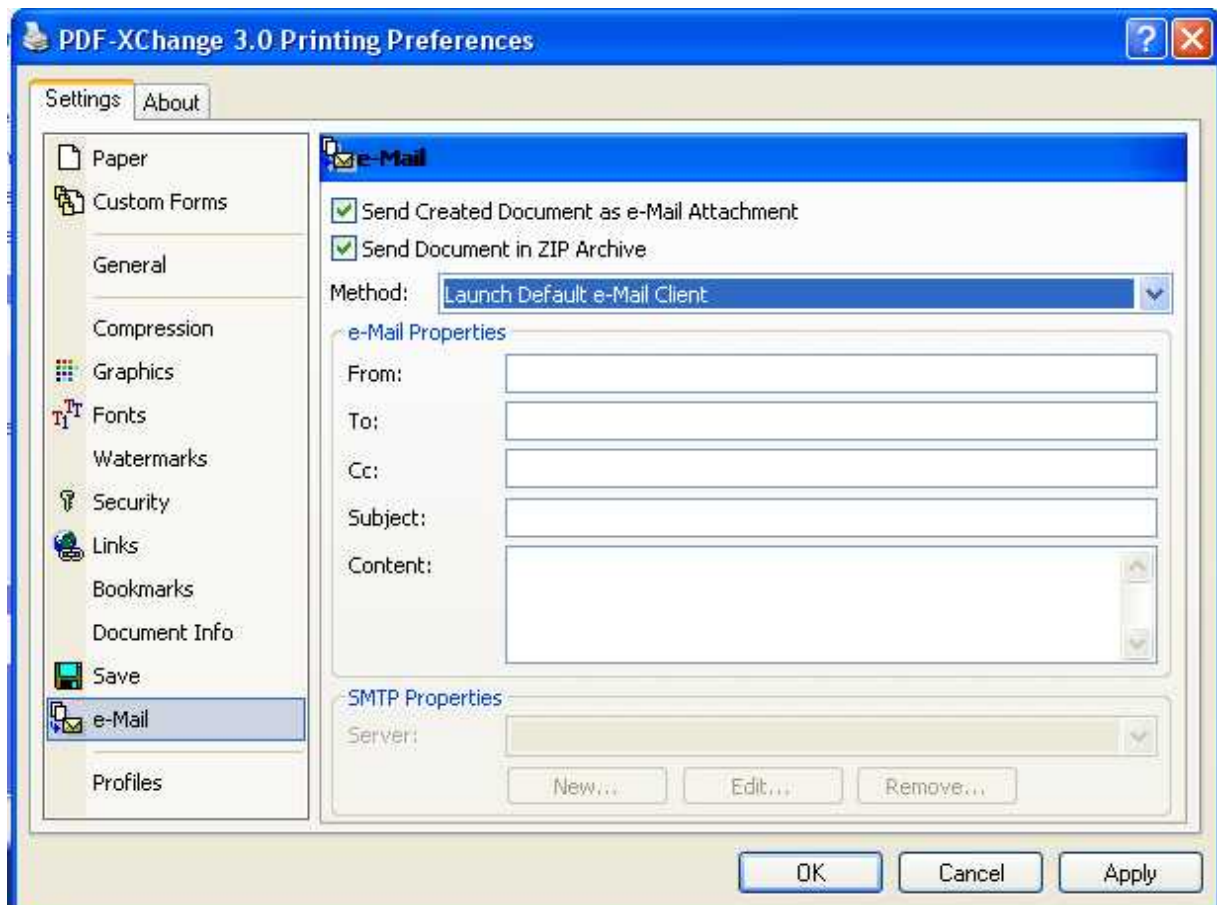 PDF-XChange 3.0 Printing Preferences
Settings
About
Paper
Custom Forms
General
Compression
Graphics
Fonts
Watermarks
Security
Links
Bookmarks
Document Info
Save
e-Mail
Profiles
e-Mail
Send Created Document as e-Mail Attachment
Send Document in ZIP Archive
Method: Launch Default e-Mail Client
e-Mail Properties
From:
To:
Cc:
Subject:
Content:
SMTP Properties
Server:
New... Edit... Remove...
OK Cancel Apply